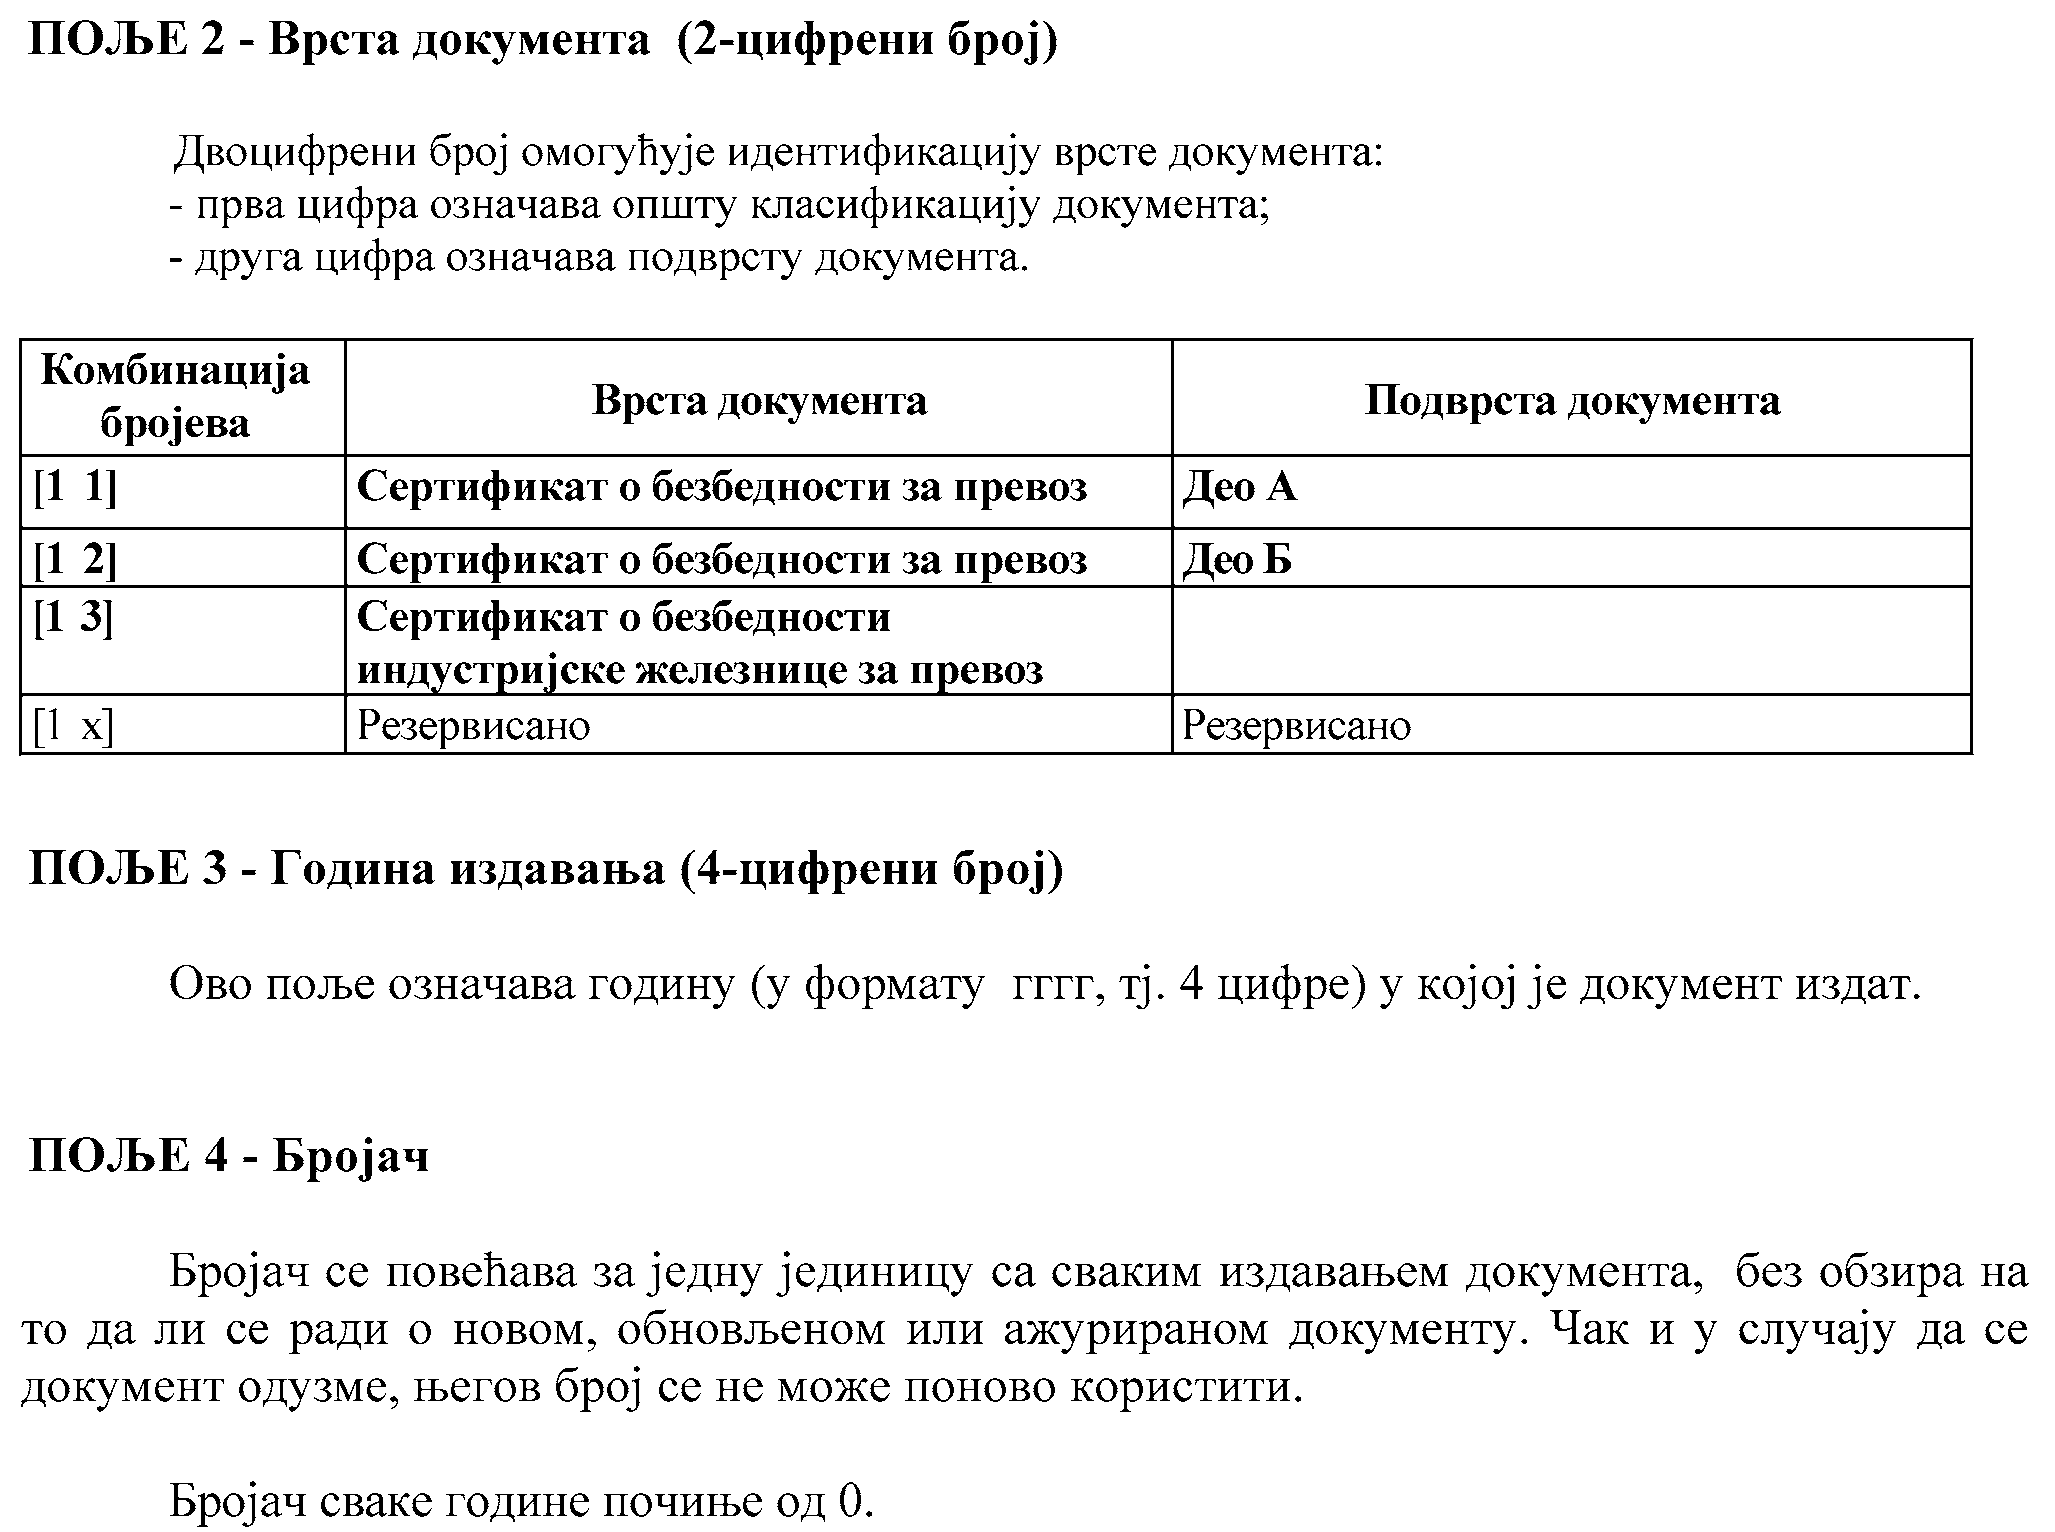 ПОЉЕ 2 - Врста документа  (2-цифрени број)
Двоцифрени број омогућује идентификацију врсте документа:
- прва цифра означава општу класификацију документа;
- друга цифра означава подврсту документа.
Комбинација
бројева
Врста документа
Подврста документа
[1 1]
Сертификат о безбедности за превоз
Део А
[1 2]
Сертификат о безбедности за превоз
Део Б
[1 3]
Сертификат о безбедности
индустријске железнице за превоз
[1 x]
Резервисано
Резервисано
ПОЉЕ 3 - Година издавања (4-цифрени број)
Ово поље означава годину (у формату  гггг, тј. 4 цифре) у којој је документ издат.
ПОЉЕ 4 - Бројач
Бројач се повећава за једну јединицу са сваким издавањем документа,  без обзира на
то да ли се ради о новом, обновљеном или ажурираном документу. Чак и у случају да се
документ одузме, његов број се не може поново користити.
Бројач сваке године почиње од 0.